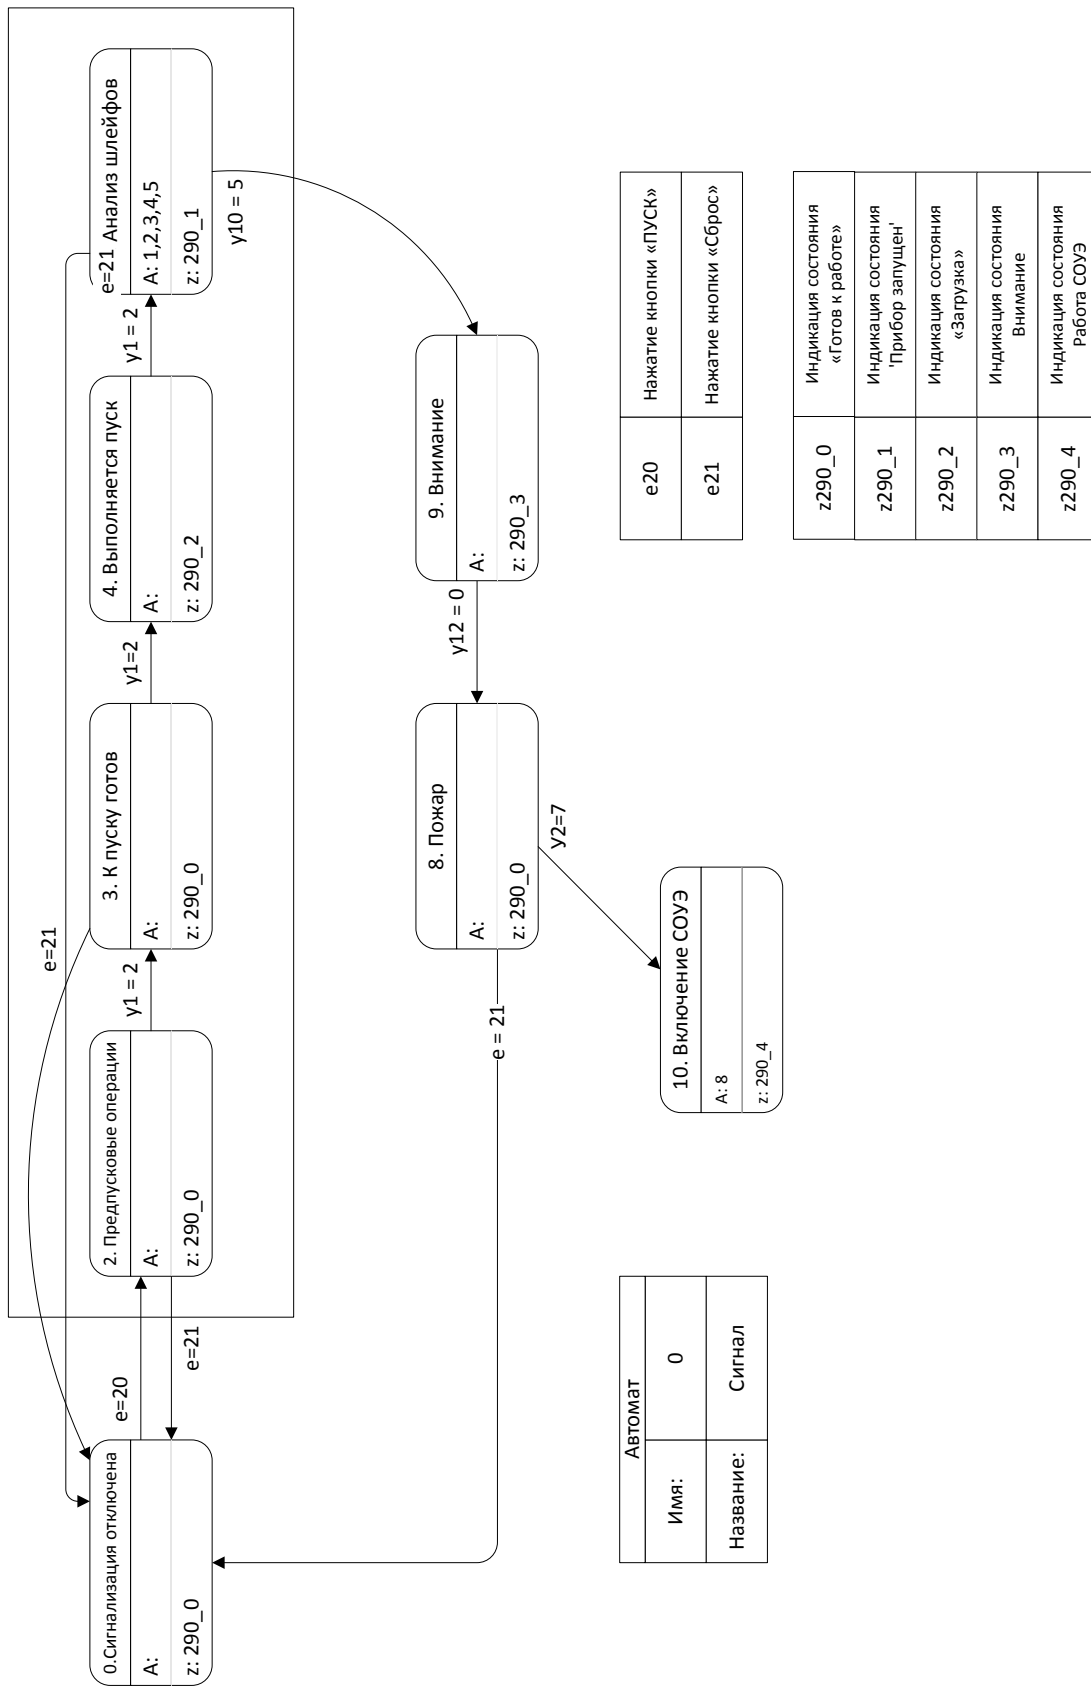 0.Сигнализация отключена
A:
z: 290_0
e=20
e=21
2. Предпусковые операции
A:
z: 290_0
y1 = 2
e=21
3. К пуску готов
A:
z: 290_0
y1=2
4. Выполняется пуск
A:
z: 290_2
y1 = 2
e=21 Анализ шлейфов
A: 1,2,3,4,5
z: 290_1
y10 = 5
e = 21
8. Пожар
A:
z: 290_0
y12 = 0
9. Внимание
A:
z: 290_3
y2=7
10. Включение СОУЭ
A: 8
z: 290_4
Автомат
Имя: 0
Название: Сигнал
e20 Нажатие кнопки «ПУСК»
e21 Нажатие кнопки «Сброс»
z290_0 Индикация состояния
«Готов к работе»
z290_1 Индикация состояния
'Прибор запущен'
z290_2 Индикация состояния
«Загрузка»
z290_3 Индикация состояния
Внимание
z290_4 Индикация состояния
Работа СОУЭ